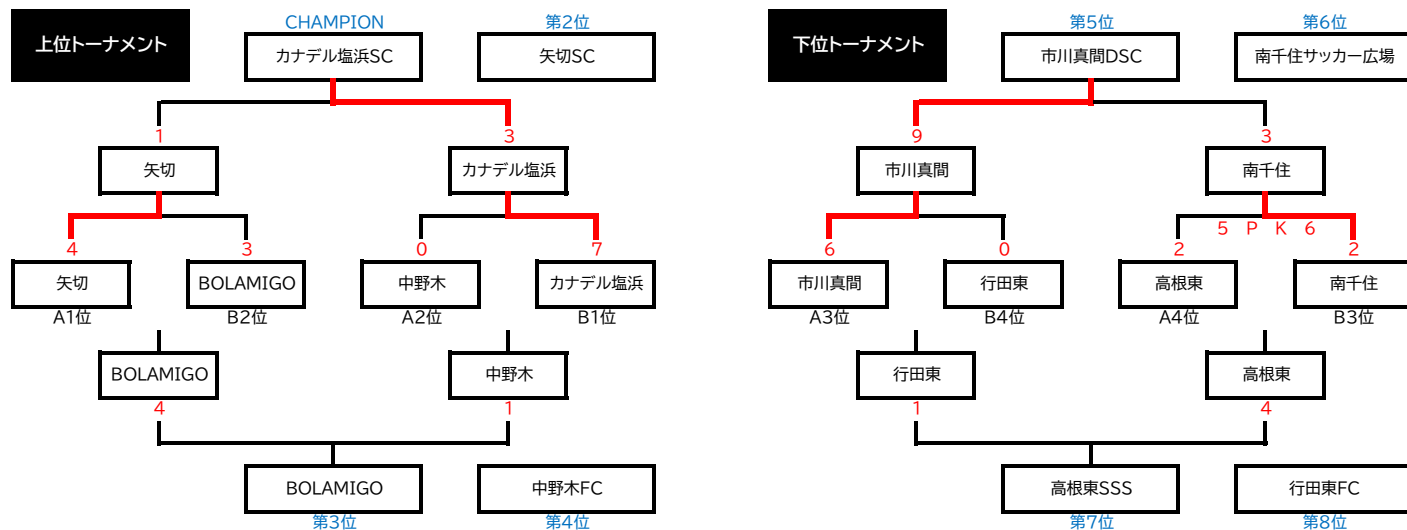 CHAMPION
第2位
上位トーナメント
カナデル塩浜SC
矢切SC
1
3
矢切
カナデル塩浜
4
3
0
7
矢切
BOLAMIGO
中野木
カナデル塩浜
A1位
B2位
A2位
B1位
BOLAMIGO
中野木
4
1
BOLAMIGO
中野木FC
第3位
第4位
第5位
第6位
下位トーナメント
市川真間DSC
南千住サッカー広場
9
3
市川真間
南千住
5 P K 6
6
0
2
2
市川真間
行田東
高根東
南千住
A3位
B4位
A4位
B3位
行田東
高根東
1
4
高根東SSS
行田東FC
第7位
第8位